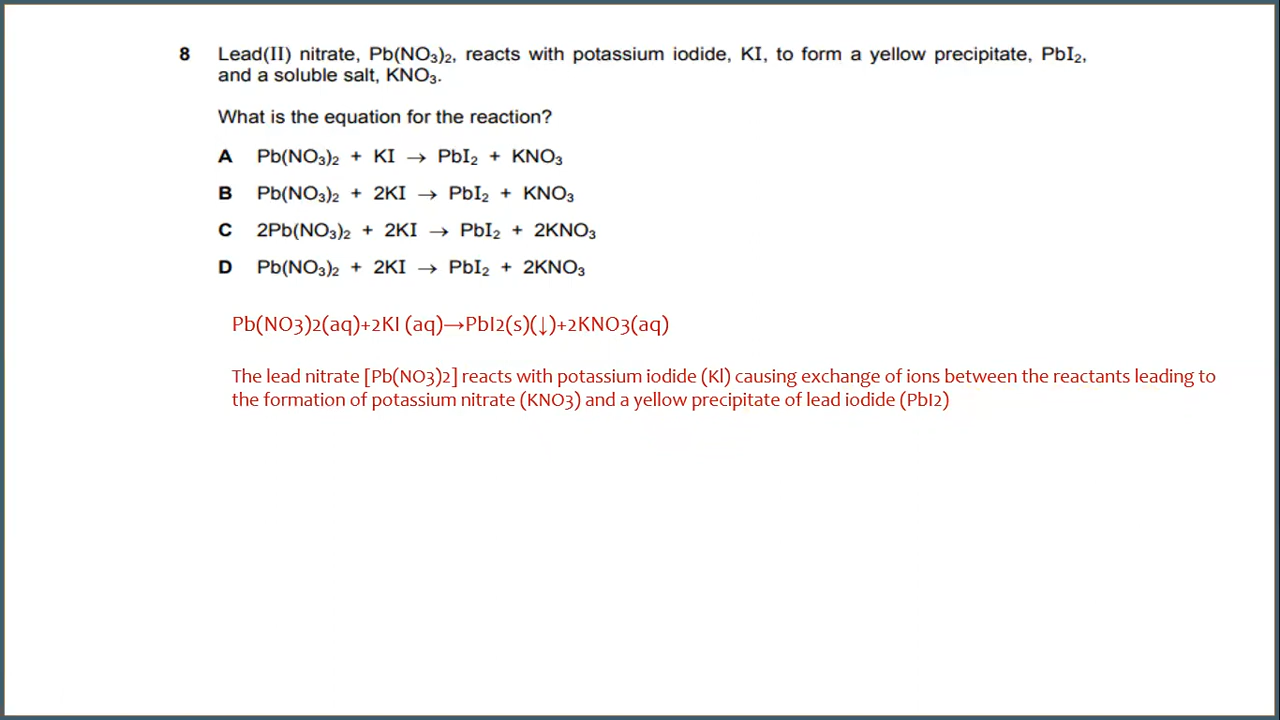 8 Lead(II) nitrate, Pb(NO₃)₂, reacts with potassium iodide, KI, to form a yellow precipitate, PbI₂,
and a soluble salt, KNO₃.
What is the equation for the reaction?
A Pb(NO₃)₂ + KI → PbI₂ + KNO₃
B Pb(NO₃)₂ + 2KI → PbI₂ + KNO₃
C 2Pb(NO₃)₂ + 2KI → PbI₂ + 2KNO₃
D Pb(NO₃)₂ + 2KI → PbI₂ + 2KNO₃
Pb(NO3)2(aq)+2KI (aq)→PbI2(s)(↓)+2KNO3(aq)
The lead nitrate [Pb(NO3)2] reacts with potassium iodide (Kl) causing exchange of ions between the reactants leading to
the formation of potassium nitrate (KNO3) and a yellow precipitate of lead iodide (PbI2)